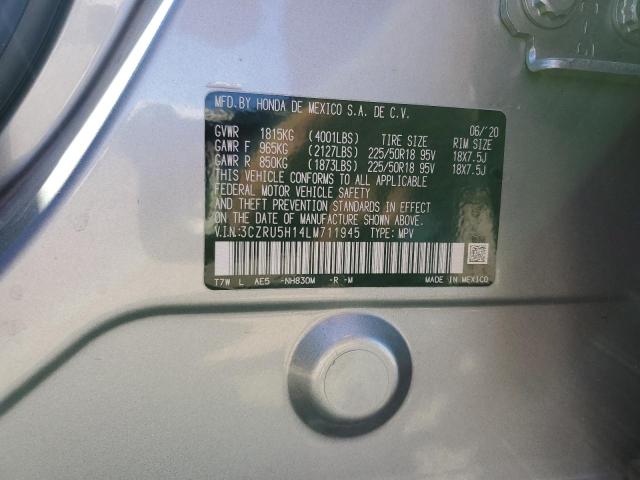 MFD.BY HONDA DE MEXICO S.A. DE C.V.
06/'20
GVWR 1815KG (4001LBS) TIRE SIZE RIM SIZE
GAWR F 965KG (2127LBS) 225/50R18 95V 18X7.5J
GAWR R 850KG (1873LBS) 225/50R18 95V 18X7.5J
THIS VEHICLE CONFORMS TO ALL APPLICABLE
FEDERAL MOTOR VEHICLE SAFETY
AND THEFT PREVENTION STANDARDS IN EFFECT
ON THE DATE OF MANUFACTURE SHOWN ABOVE.
V.I.N.:3CZRU5H14LM711945 TYPE: MPV
T7W L AE5 -NH830M -R -M MADE IN MEXICO